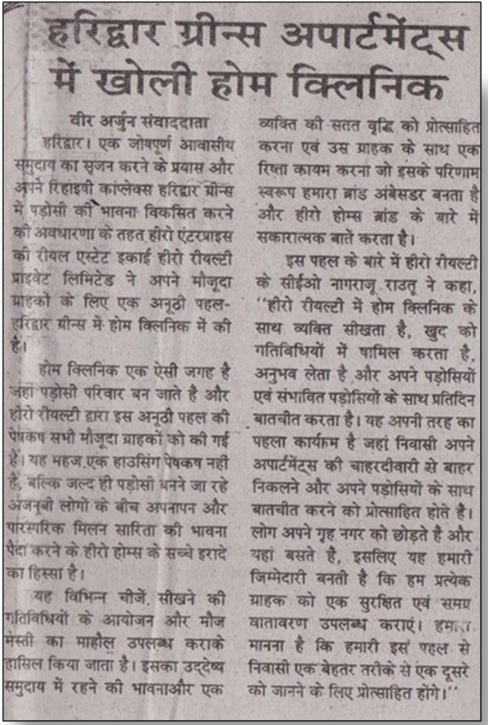 हरिद्वार ग्रीन्स अपार्टमेंट्स
में खोली होम क्लिनिक
वीर अर्जुन संवाददाता
हरिद्वार। एक जोषपूर्ण आवासीय
समुदाय का सृजन करने के प्रयास और
अपने रिहाइषी कांप्लेक्स हरिद्वार ग्रीन्स
में पड़ोसी की भावना विकसित करने
की अवधारणा के तहत हीरो एंटरप्राइस
की रीयल एस्टेट इकाई हीरो रीयल्टी
प्राइवेट लिमिटेड ने अपने मौजूदा
ग्राहकों के लिए एक अनूठी पहल-
हरिद्वार ग्रीन्स में होम क्लिनिक में की
है।
होम क्लिनिक एक ऐसी जगह है
जहां पड़ोसी परिवार बन जाते हैं और
हीरो रीयल्टी द्वारा इस अनूठी पहल की
पेषकष सभी मौजूदा ग्राहकों को की गई
है। यह महज एक हाउसिंग पेषकष नहीं
है, बल्कि जल्द ही पड़ोसी बनने जा रहे
अजनूबी लोगों के बीच अपनापन और
पारंस्परिक मिलन सारिता की भावना
पैदा करने के हीरो होम्स के सच्चे इरादे
का हिस्सा है।
यह विभिन्न चीजें सीखने की
गतिविधियों के आयोजन और मौज
मस्ती का माहौल उपलब्ध कराके
हासिल किया जाता है। इसका उद्देष्य
समुदाय में रहने की भावनाऔर एक
व्यक्ति की सतत वृद्धि को प्रोत्साहित
करना एवं उस ग्राहक के साथ एक
रिष्ता कायम करना जो इसके परिणाम
स्वरूप हमारा ब्रांड अंबेसडर बनता है
और हीरो होम्स ब्रांड के बारे में
सकारात्मक बातें करता है।
इस पहल के बारे में हीरो रीयल्टी
के सीईओ नागराजू राउतू ने कहा,
''हीरो रीयल्टी में होम क्लिनिक के
साथ व्यक्ति सीखता है, खुद को
गतिविधियों में षामिल करता है,
अनुभव लेता है और अपने पड़ोसियों
एवं संभावित पड़ोसियों के साथ प्रतिदिन
बातचीत करता है। यह अपनी तरह का
पहला कार्यक्रम है जहां निवासी अपने
अपार्टमेंट्स की चाहरदीवारी से बाहर
निकलने और अपने पड़ोसियों के साथ
बातचीत करने को प्रोत्साहित होते है।
लोग अपने गृह नगर को छोड़ते है और
यहां बसते है, इसलिए यह हमारी
जिम्मेदारी बनती है कि हम प्रत्येक
ग्राहक को एक सुरक्षित एवं समग्र
वातावरण उपलब्ध कराएं। हमारा
मानना है कि हमारी इस पहल से
निवासी एक बेहतर तरीके से एक दूसरे
को जानने के लिए प्रोत्साहित होंगे।''